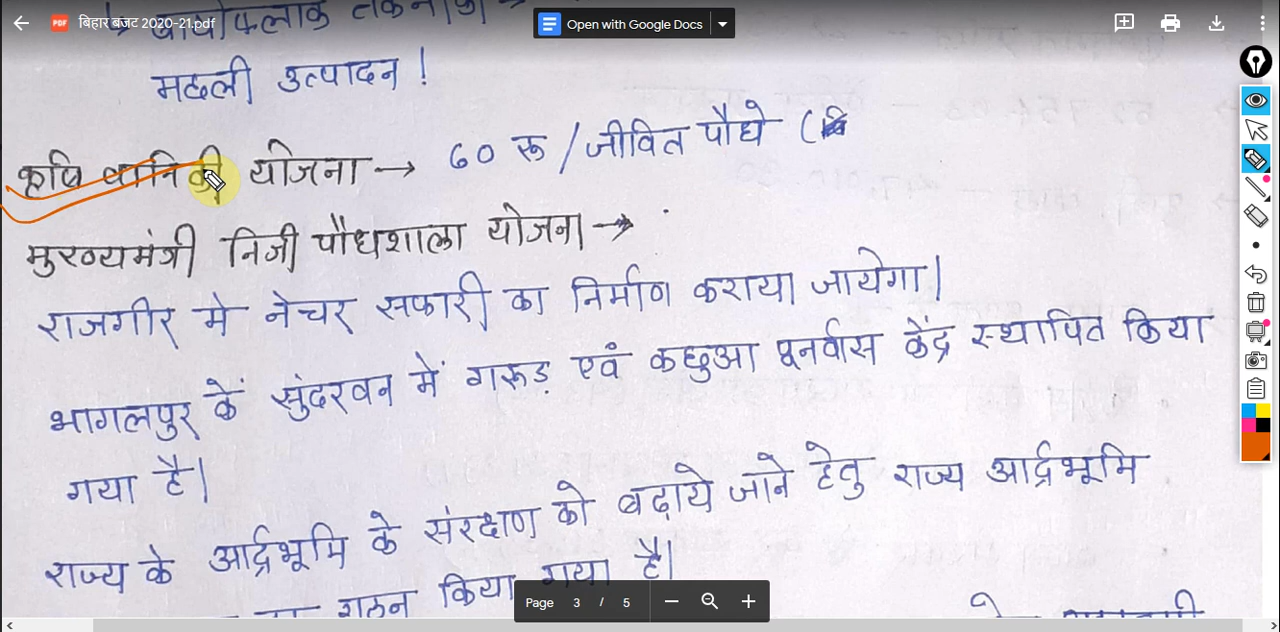 बिहार बजट 2020-21.pdf
Open with Google Docs
मछली उत्पादन!
कृषि वानिकी योजना → 60 रू / जीवित पौधे (
मुख्यमंत्री निजी पौधशाला योजना →
राजगीर मे नेचर सफारी का निर्माण कराया जायेगा।
भागलपुर के सुंदरवन में गरूड एवं कछुआ पूनर्वास केंद्र स्थापित किया
गया है।
राज्य के आर्द्रभूमि के संरक्षण को बढ़ाये जाने हेतु राज्य आर्द्रभूमि
गठन किया गया है।
Page 3 / 5